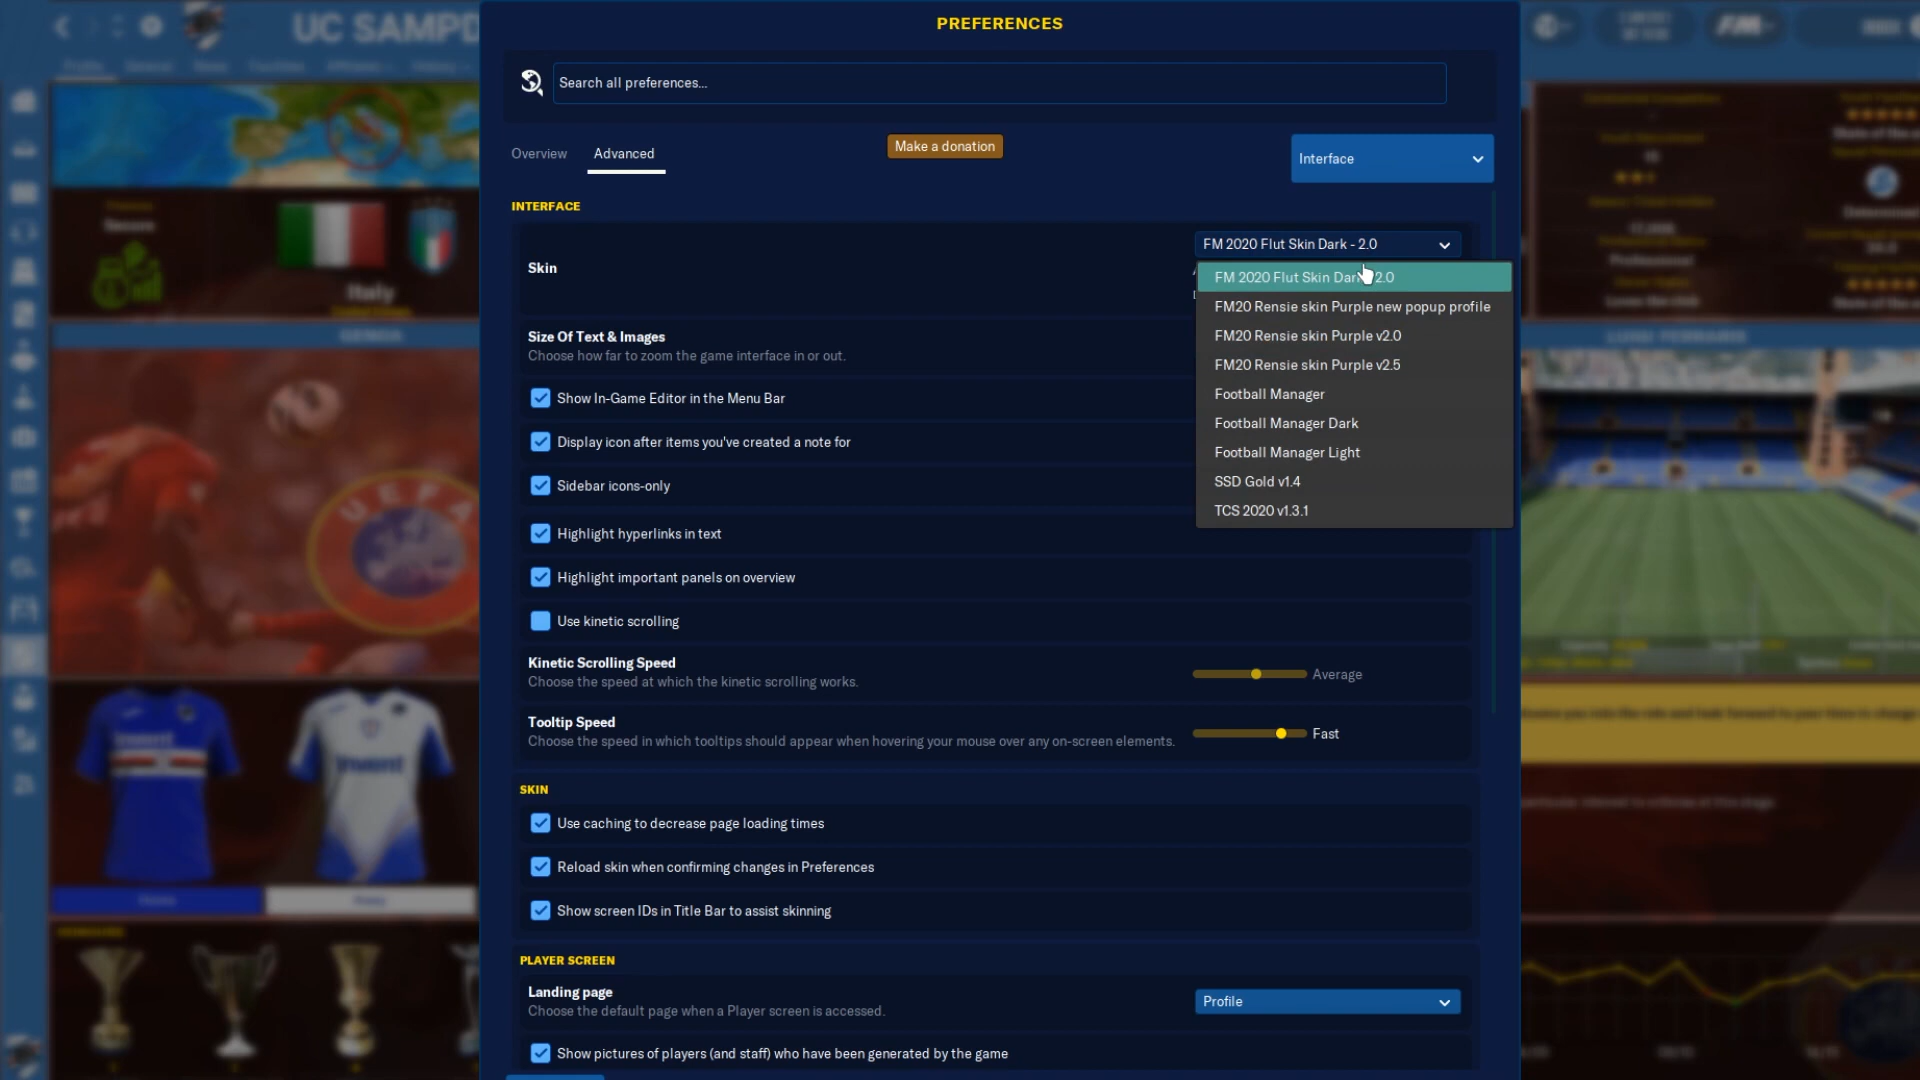 UC SAMPD
PREFERENCES
Search all preferences...
Overview
Advanced
Make a donation
Interface
INTERFACE
Skin
FM 2020 Flut Skin Dark - 2.0
FM 2020 Flut Skin Dark - 2.0
FM20 Rensie skin Purple new popup profile
FM20 Rensie skin Purple v2.0
FM20 Rensie skin Purple v2.5
Football Manager
Football Manager Dark
Football Manager Light
SSD Gold v1.4
TCS 2020 v1.3.1
Size Of Text & Images
Choose how far to zoom the game interface in or out.
Show In-Game Editor in the Menu Bar
Display icon after items you've created a note for
Sidebar icons-only
Highlight hyperlinks in text
Highlight important panels on overview
Use kinetic scrolling
Kinetic Scrolling Speed
Choose the speed at which the kinetic scrolling works.
Average
Tooltip Speed
Choose the speed in which tooltips should appear when hovering your mouse over any on-screen elements.
Fast
SKIN
Use caching to decrease page loading times
Reload skin when confirming changes in Preferences
Show screen IDs in Title Bar to assist skinning
PLAYER SCREEN
Landing page
Choose the default page when a Player screen is accessed.
Profile
Show pictures of players (and staff) who have been generated by the game
Italy
GENOA
UEFA
LUIGI FERRARIS